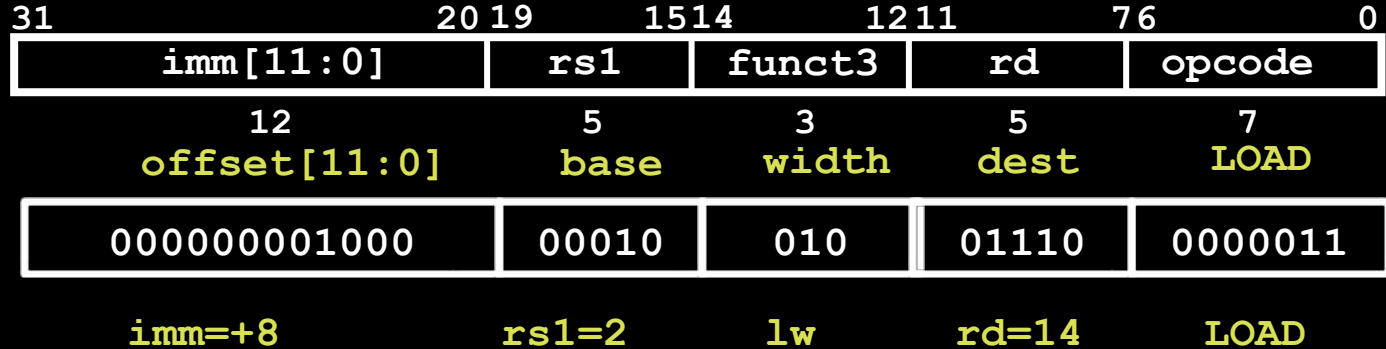 31 20 19 15 14 12 11 7 6 0
imm[11:0] rs1 funct3 rd opcode
12 5 3 5 7
offset[11:0] base width dest LOAD
000000001000 00010 010 01110 0000011
imm=+8 rs1=2 lw rd=14 LOAD